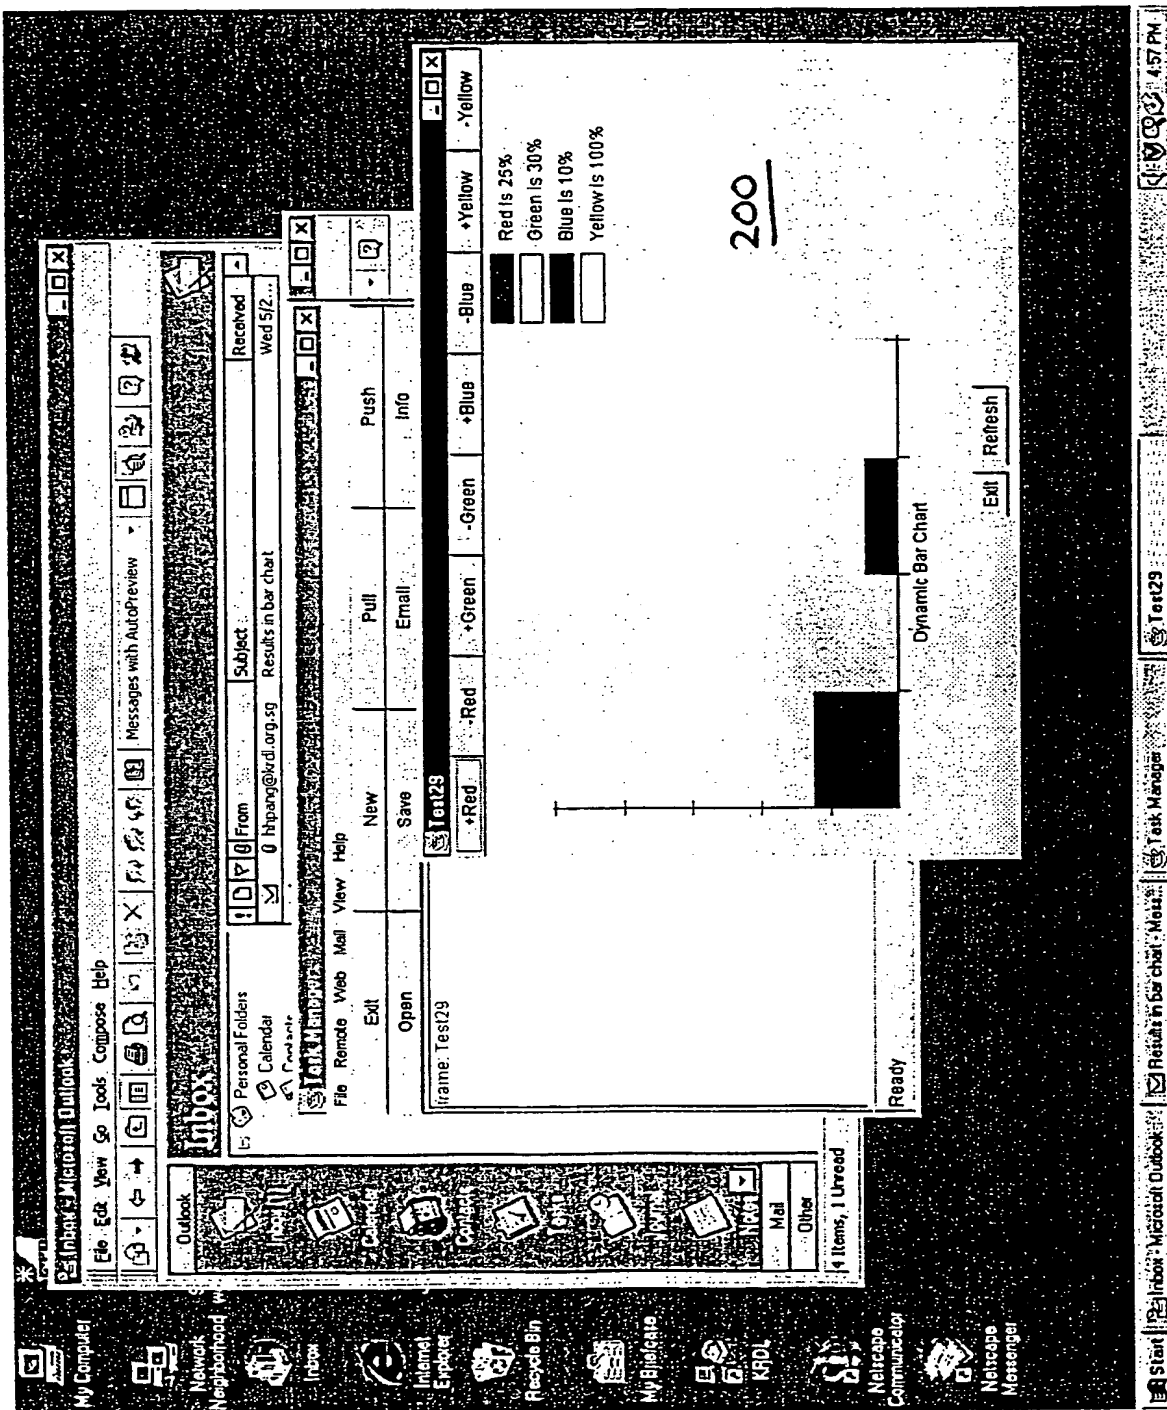 My Computer
Network
Neighborhood
Inbox
Internet
Explorer
Recycle Bin
My Briefcase
KRDL
Netscape
Communicator
Netscape
Messenger
Inbox - Microsoft Outlook
File Edit View Go Tools Compose Help
Messages with AutoPreview
Outlook
Inbox
Calendar
Mail
Other
4 Items, 1 Unread
Inbox
Personal Folders
Calendar
Contacts
From Subject Received
hhpang@krdl.org.sg Results in bar chart Wed 5/2...
Task Manager
File Remote Web Mail View Help
Exit New Pull Push
Open Save Email Info
frame: Test29
Ready
Test29
+Red -Red +Green -Green +Blue -Blue +Yellow -Yellow
Red is 25%
Green is 30%
Blue is 10%
Yellow is 100%
200
Dynamic Bar Chart
Exit Refresh
Start Inbox - Microsoft Outlook Results in bar chart - Mess... Task Manager Test29 4:57 PM